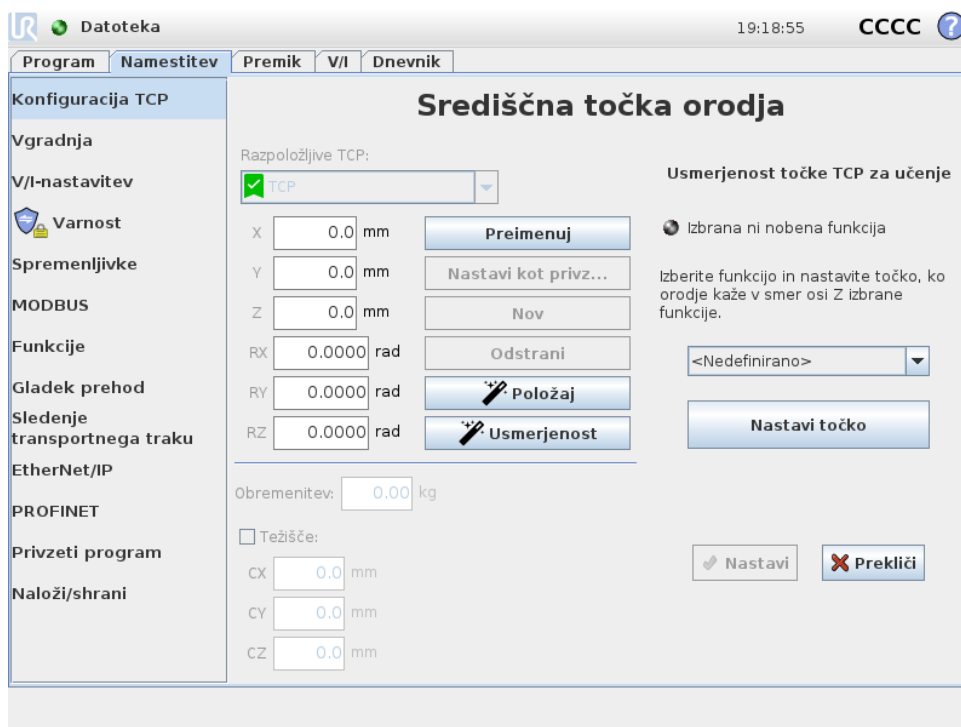 UR Datoteka 19:18:55 CCCC ?
Program Namestitev Premik V/I Dnevnik
Konfiguracija TCP
Vgradnja
V/I-nastavitev
Varnost
Spremenljivke
MODBUS
Funkcije
Gladek prehod
Sledenje
transportnega traku
EtherNet/IP
PROFINET
Privzeti program
Naloži/shrani
Središčna točka orodja
Razpoložljive TCP:
TCP
X 0.0 mm Preimenuj
Y 0.0 mm Nastavi kot privz...
Z 0.0 mm Nov
RX 0.0000 rad Odstrani
RY 0.0000 rad Položaj
RZ 0.0000 rad Usmerjenost
Obremenitev: 0.00 kg
Težišče:
CX 0.0 mm
CY 0.0 mm
CZ 0.0 mm
Usmerjenost točke TCP za učenje
Izbrana ni nobena funkcija
Izberite funkcijo in nastavite točko, ko
orodje kaže v smer osi Z izbrane
funkcije.
<Nedefinirano>
Nastavi točko
Nastavi Prekliči